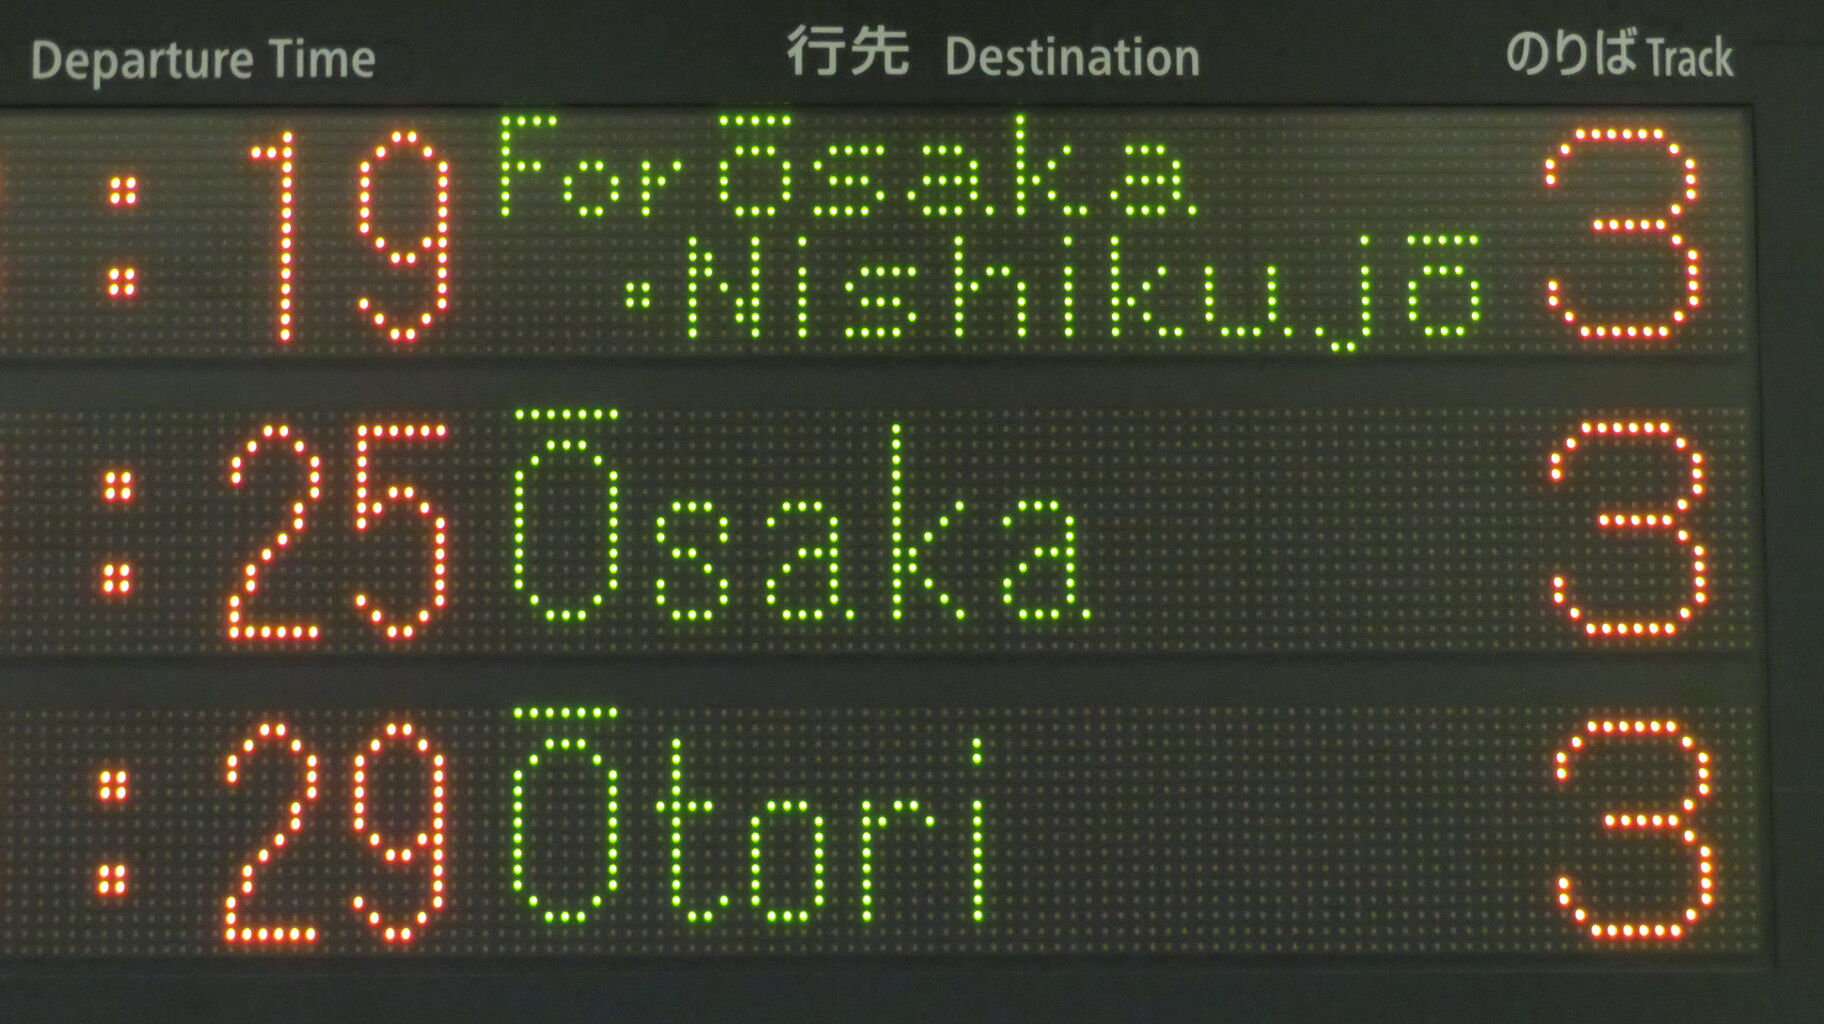 Departure Time 行先 Destination のりば Track
:19 For Ōsaka 3
・Nishikujō
:25 Ōsaka 3
:29 Ōtori 3